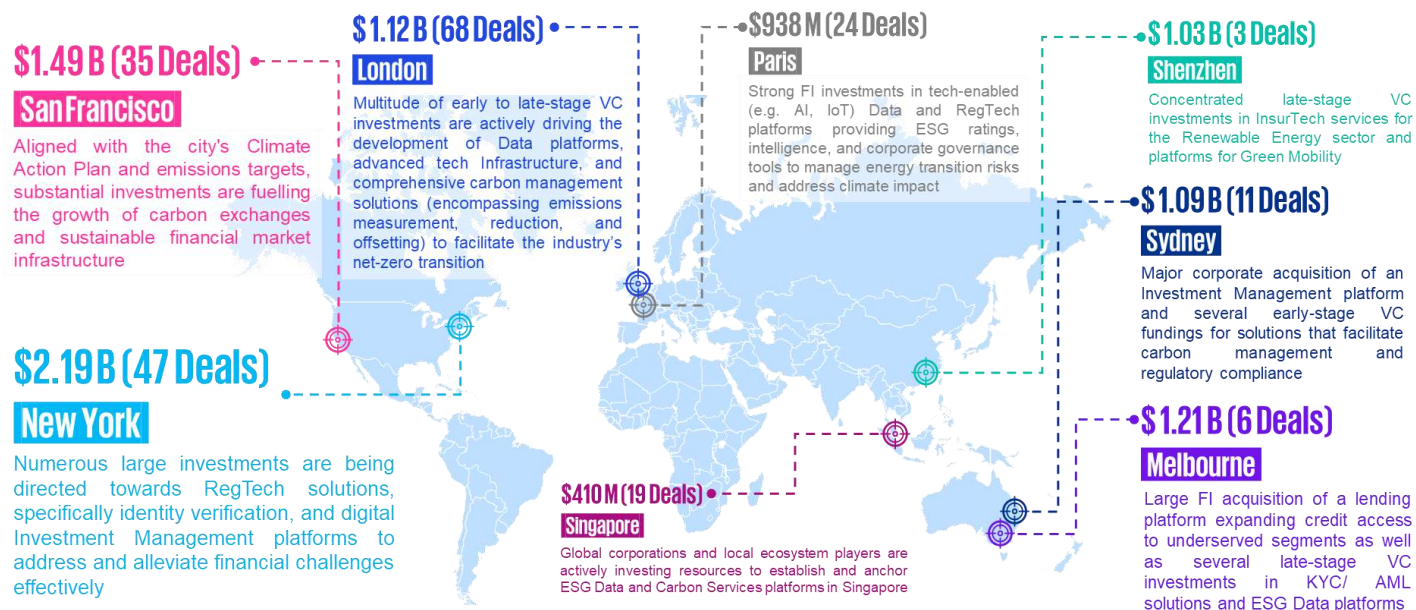 $1.49 B (35 Deals)
San Francisco
Aligned with the city's Climate
Action Plan and emissions targets,
substantial investments are fuelling
the growth of carbon exchanges
and sustainable financial market
infrastructure
$1.12 B (68 Deals)
London
Multitude of early to late-stage VC
investments are actively driving the
development of Data platforms,
advanced tech Infrastructure, and
comprehensive carbon management
solutions (encompassing emissions
measurement, reduction, and
offsetting) to facilitate the industry's
net-zero transition
$938 M (24 Deals)
Paris
Strong FI investments in tech-enabled
(e.g. AI, IoT) Data and RegTech
platforms providing ESG ratings,
intelligence, and corporate governance
tools to manage energy transition risks
and address climate impact
$1.03 B (3 Deals)
Shenzhen
Concentrated late-stage VC
investments in InsurTech services for
the Renewable Energy sector and
platforms for Green Mobility
$1.09 B (11 Deals)
Sydney
Major corporate acquisition of an
Investment Management platform
and several early-stage VC
fundings for solutions that facilitate
carbon management and
regulatory compliance
$2.19 B (47 Deals)
New York
Numerous large investments are being
directed towards RegTech solutions,
specifically identity verification, and digital
Investment Management platforms to
address and alleviate financial challenges
effectively
$410 M (19 Deals)
Singapore
Global corporations and local ecosystem players are
actively investing resources to establish and anchor
ESG Data and Carbon Services platforms in Singapore
$1.21 B (6 Deals)
Melbourne
Large FI acquisition of a lending
platform expanding credit access
to underserved segments as well
as several late-stage VC
investments in KYC/ AML
solutions and ESG Data platforms